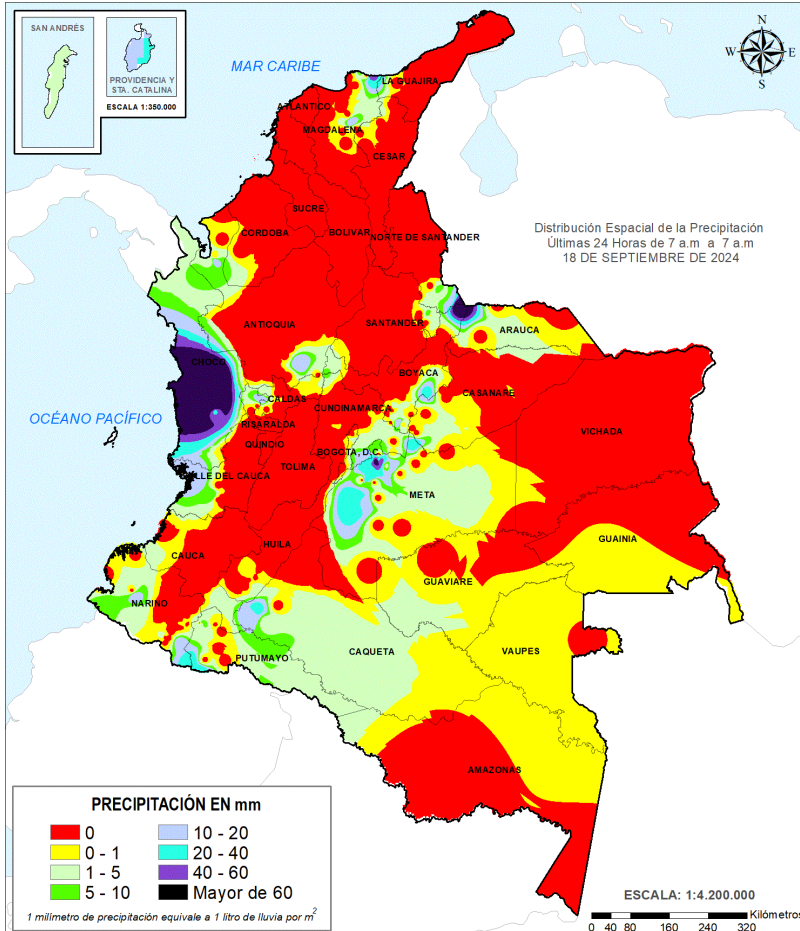 SAN ANDRÉS
PROVIDENCIA Y
STA. CATALINA
ESCALA 1:350.000
MAR CARIBE
N
W
E
S
LA GUAJIRA
ATLANTICO
MAGDALENA
CESAR
SUCRE
CORDOBA
BOLIVAR
NORTE DE SANTANDER
Distribución Espacial de la Precipitación
Últimas 24 Horas de 7 a.m a 7 a.m
18 DE SEPTIEMBRE DE 2024
ANTIOQUIA
SANTANDER
ARAUCA
CHOCO
BOYACA
CASANARE
CALDAS
CUNDINAMARCA
OCÉANO PACÍFICO
RISARALDA
VICHADA
QUINDIO
BOGOTA, D.C.
TOLIMA
VALLE DEL CAUCA
META
GUAINIA
CAUCA
HUILA
GUAVIARE
NARIÑO
CAQUETA
VAUPES
PUTUMAYO
AMAZONAS
PRECIPITACIÓN EN mm
0
10 - 20
0 - 1
20 - 40
1 - 5
40 - 60
5 - 10
Mayor de 60
1 milímetro de precipitación equivale a 1 litro de lluvia por m2
ESCALA: 1:4.200.000
Kilómetros
0 40 80 160 240 320